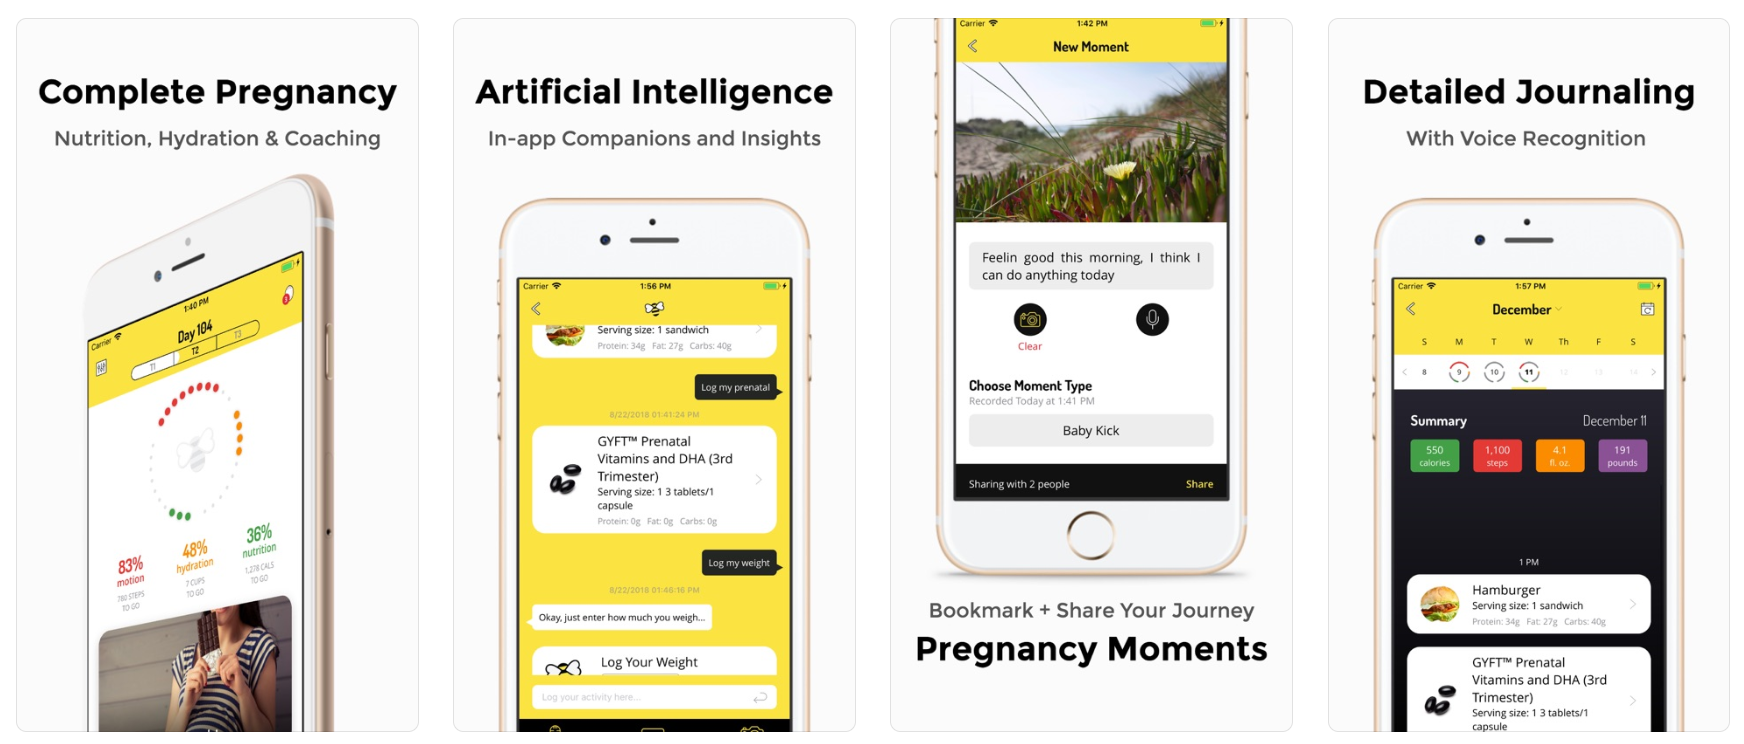 Complete Pregnancy
Nutrition, Hydration & Coaching
Carrier
1:40 PM
3
Day 104
T1
T2
T3
83%
motion
780 STEPS
TO GO
48%
hydration
7 CUPS
TO GO
36%
nutrition
1,278 CALS
TO GO
Artificial Intelligence
In-app Companions and Insights
Carrier
1:56 PM
Serving size: 1 sandwich
Protein: 34g Fat: 27g Carbs: 40g
Log my prenatal
8/22/2018 01:41:24 PM
GYFT™ Prenatal
Vitamins and DHA (3rd
Trimester)
Serving size: 1 3 tablets/1
capsule
Protein: 0g Fat: 0g Carbs: 0g
Log my weight
8/22/2018 01:46:16 PM
Okay, just enter how much you weigh...
Log Your Weight
Log your activity here...
Carrier
1:42 PM
New Moment
Feelin good this morning, I think I
can do anything today
Clear
Choose Moment Type
Recorded Today at 1:41 PM
Baby Kick
Sharing with 2 people
Share
Bookmark + Share Your Journey
Pregnancy Moments
Detailed Journaling
With Voice Recognition
Carrier
1:57 PM
December
S M T W Th F S
8 9 10 11 12 13 14
Summary
December 11
550
calories
1,100
steps
4.1
fl. oz.
191
pounds
1 PM
Hamburger
Serving size: 1 sandwich
Protein: 34g Fat: 27g Carbs: 40g
GYFT™ Prenatal
Vitamins and DHA (3rd
Trimester)
Serving size: 1 3 tablets/1
capsule